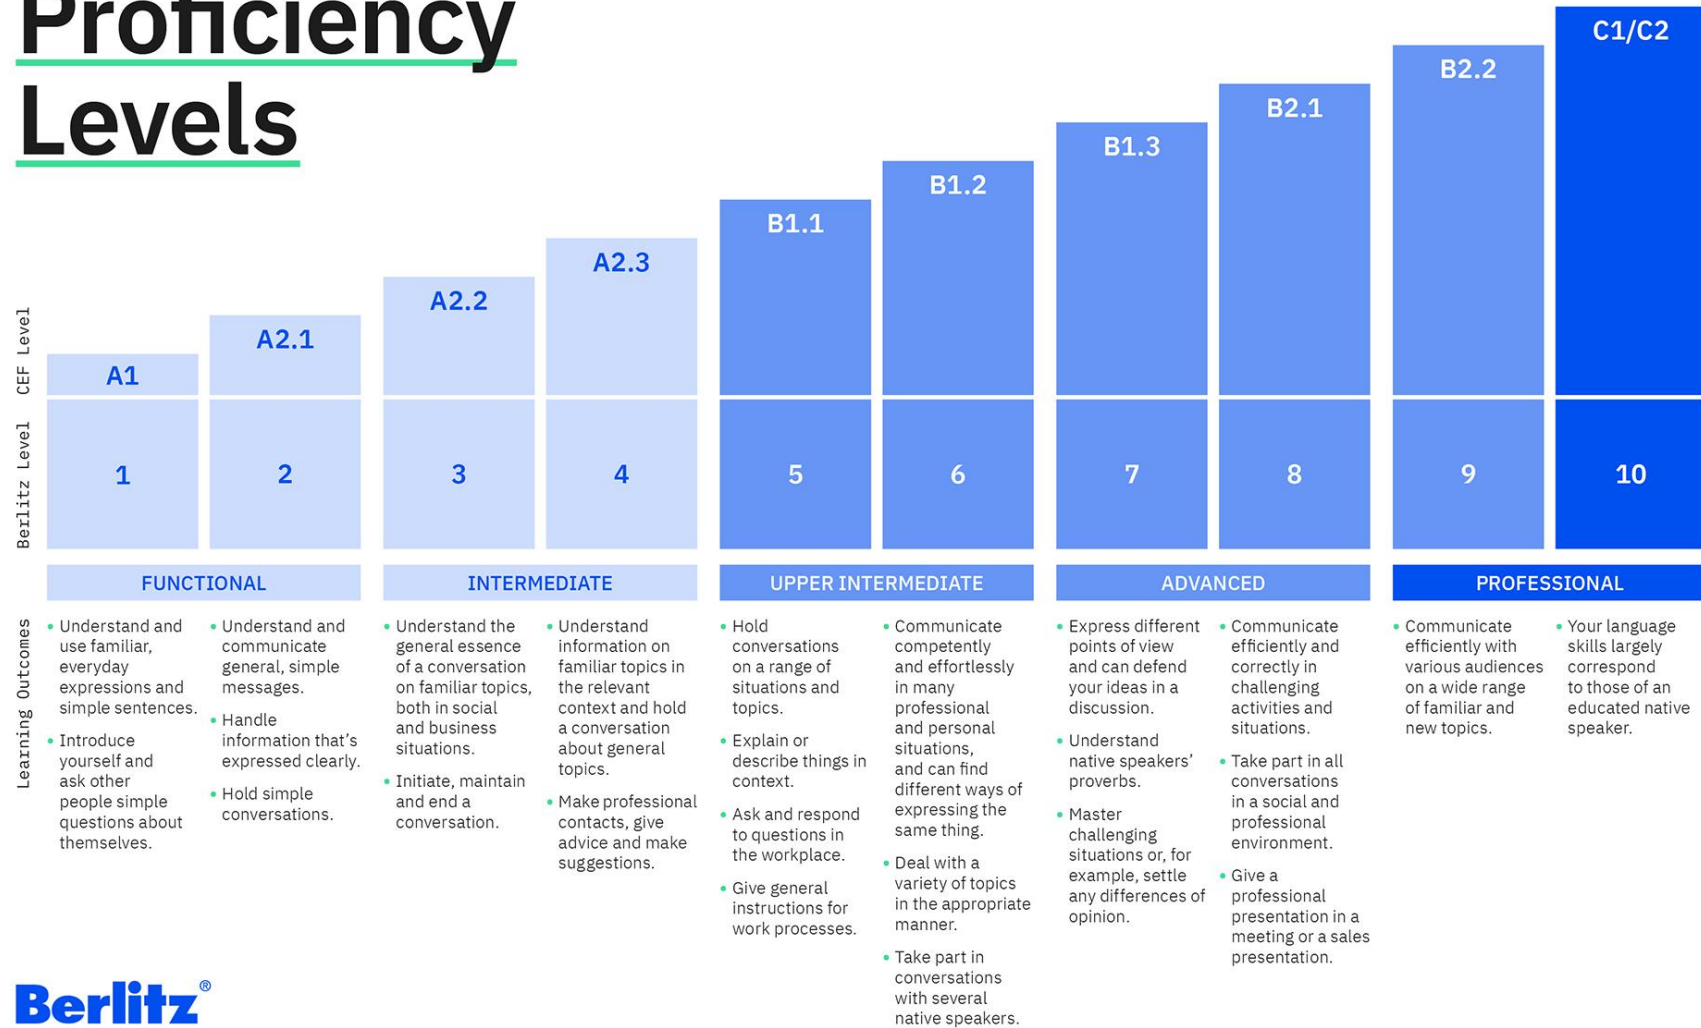 Proficiency
Levels
CEF Level
A1
A2.1
A2.2
A2.3
B1.1
B1.2
B1.3
B2.1
B2.2
C1/C2
Berlitz Level
1
2
3
4
5
6
7
8
9
10
FUNCTIONAL
INTERMEDIATE
UPPER INTERMEDIATE
ADVANCED
PROFESSIONAL
Learning Outcomes
• Understand and
use familiar,
everyday
expressions and
simple sentences.
• Introduce
yourself and
ask other
people simple
questions about
themselves.
• Understand and
communicate
general, simple
messages.
• Handle
information that’s
expressed clearly.
• Hold simple
conversations.
• Understand the
general essence
of a conversation
on familiar topics,
both in social
and business
situations.
• Initiate, maintain
and end a
conversation.
• Understand
information on
familiar topics in
the relevant
context and hold
a conversation
about general
topics.
• Make professional
contacts, give
advice and make
suggestions.
• Hold
conversations
on a range of
situations and
topics.
• Explain or
describe things in
context.
• Ask and respond
to questions in
the workplace.
• Give general
instructions for
work processes.
• Communicate
competently
and effortlessly
in many
professional
and personal
situations,
and can find
different ways of
expressing the
same thing.
• Deal with a
variety of topics
in the appropriate
manner.
• Take part in
conversations
with several
native speakers.
• Express different
points of view
and can defend
your ideas in a
discussion.
• Understand
native speakers’
proverbs.
• Master
challenging
situations or, for
example, settle
any differences of
opinion.
• Communicate
efficiently and
correctly in
challenging
activities and
situations.
• Take part in all
conversations
in a social and
professional
environment.
• Give a
professional
presentation in a
meeting or a sales
presentation.
• Communicate
efficiently with
various audiences
on a wide range
of familiar and
new topics.
• Your language
skills largely
correspond
to those of an
educated native
speaker.
Berlitz®